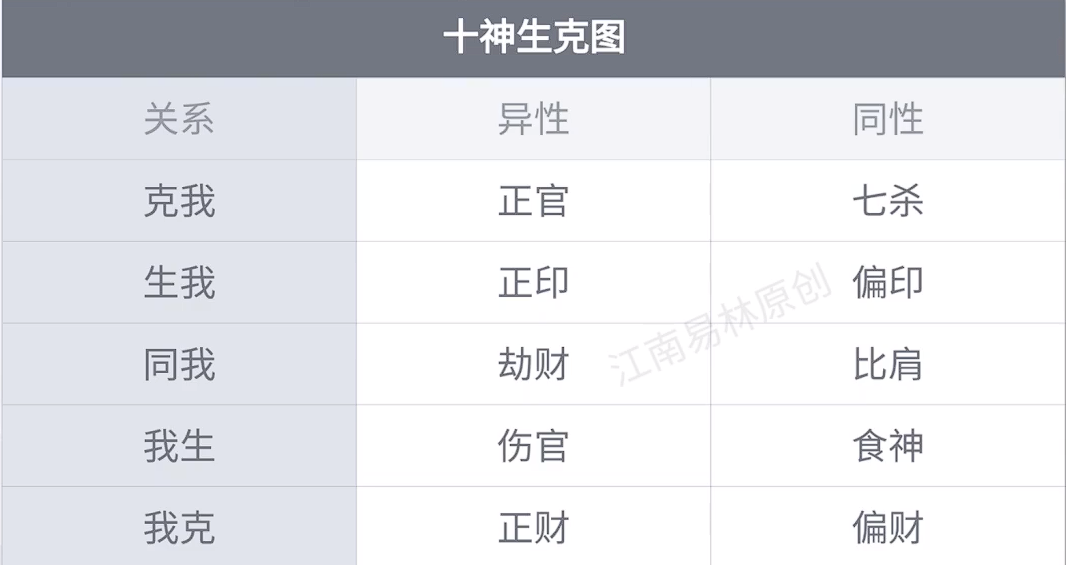 十神生克图
关系 异性 同性
克我 正官 七杀
生我 正印 偏印
同我 劫财 比肩
我生 伤官 食神
我克 正财 偏财
江南易林原创